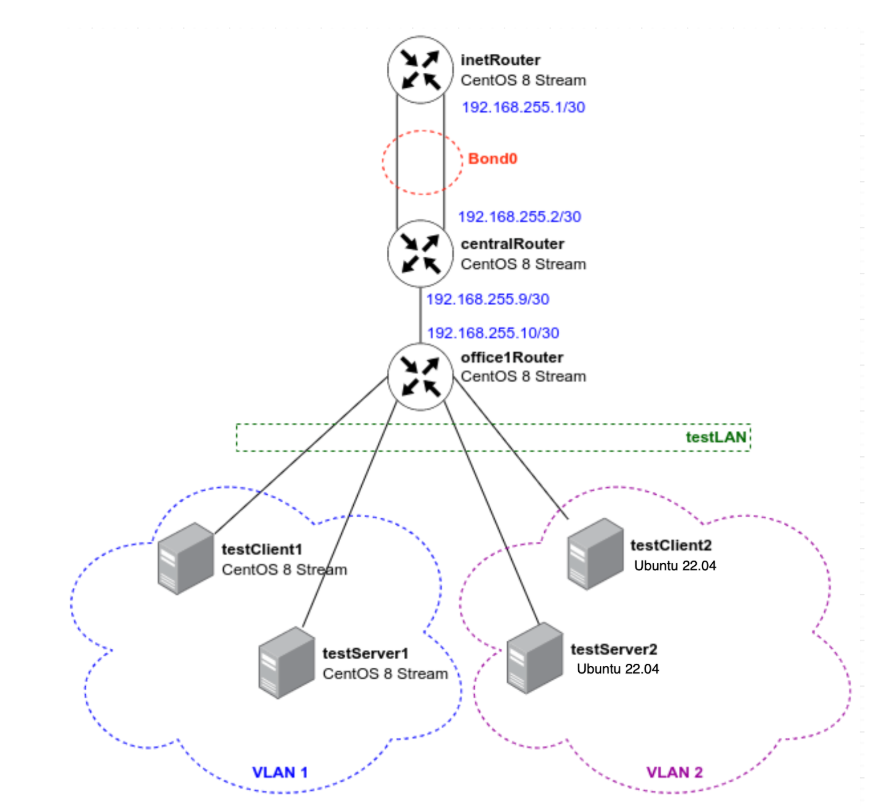 inetRouter
CentOS 8 Stream
192.168.255.1/30
Bond0
192.168.255.2/30
centralRouter
CentOS 8 Stream
192.168.255.9/30
192.168.255.10/30
office1Router
CentOS 8 Stream
testLAN
testClient1
CentOS 8 Stream
testClient2
Ubuntu 22.04
testServer1
CentOS 8 Stream
testServer2
Ubuntu 22.04
VLAN 1
VLAN 2